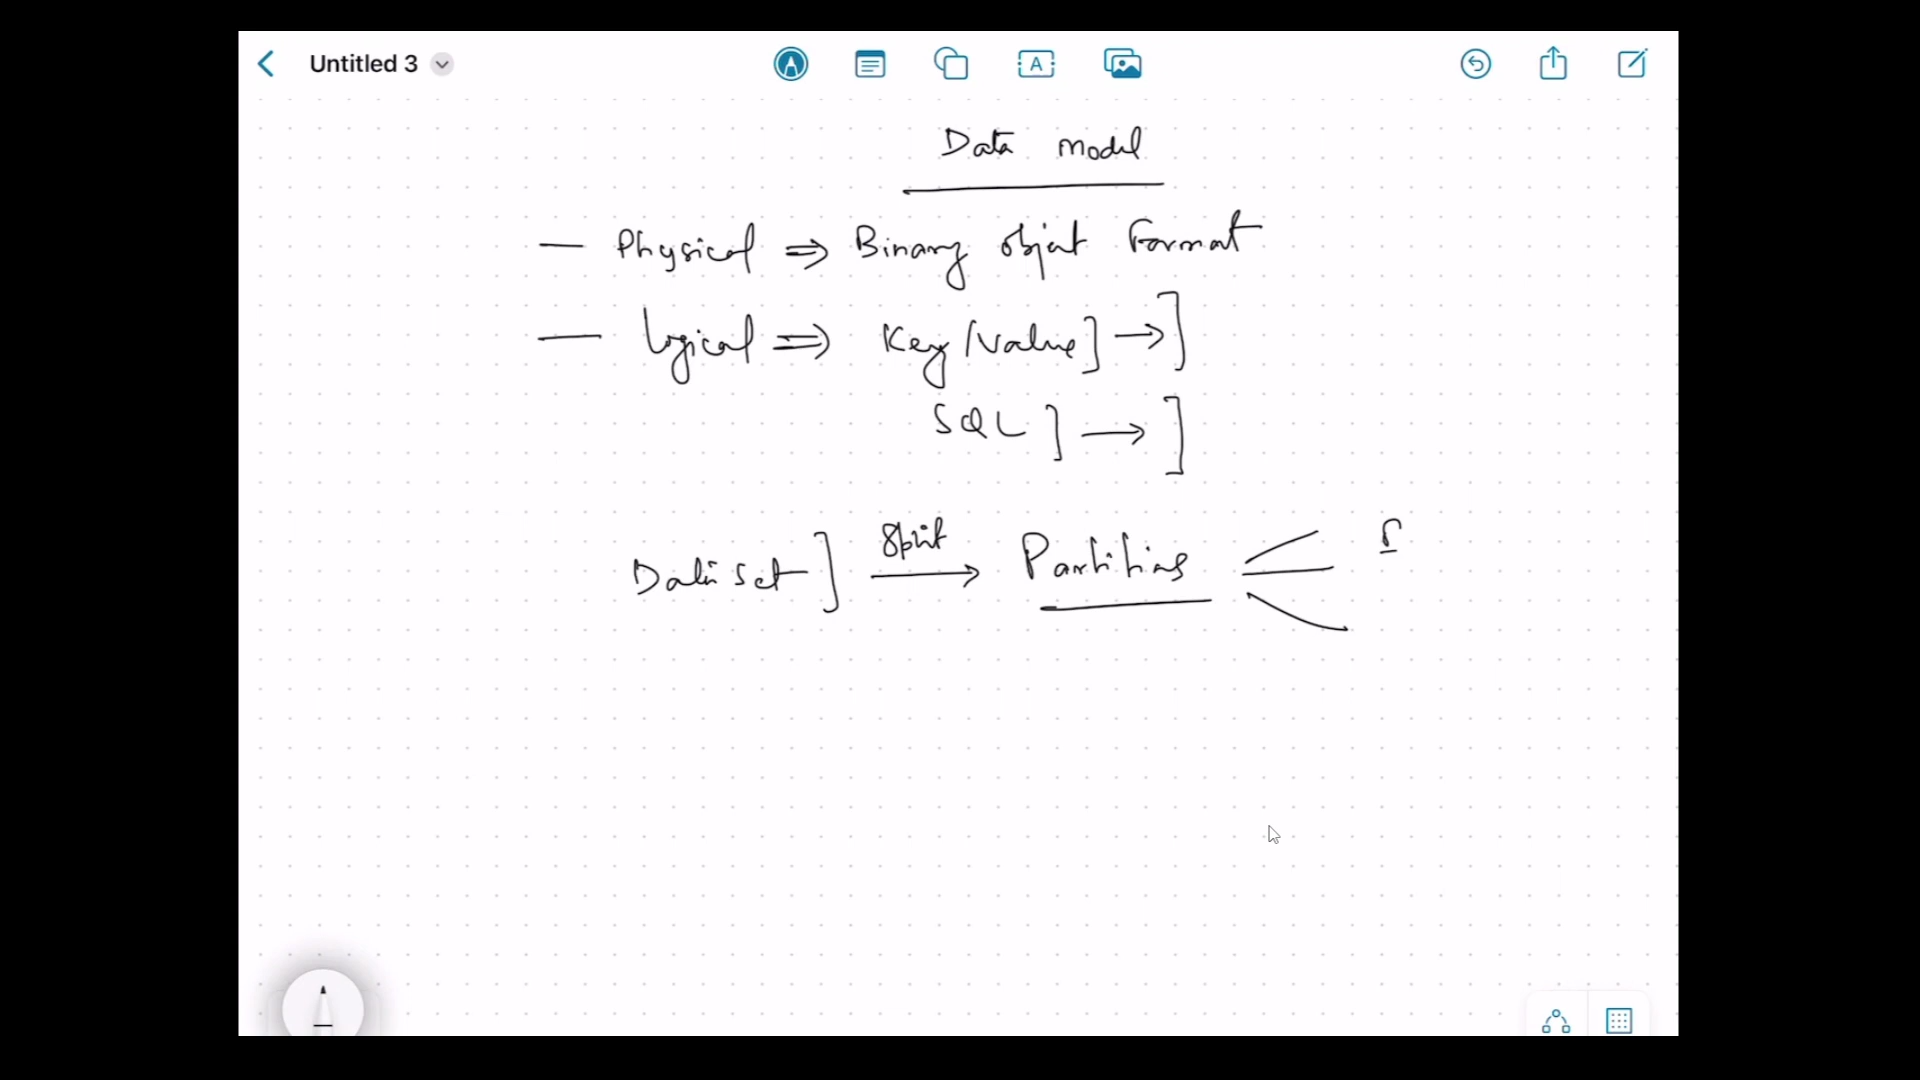 Untitled 3
A
Data Model
— Physical ⇒ Binary Object Format
— Logical ⇒ Key/Value] →]
SQL] →]
Data Set] Split → Partitions